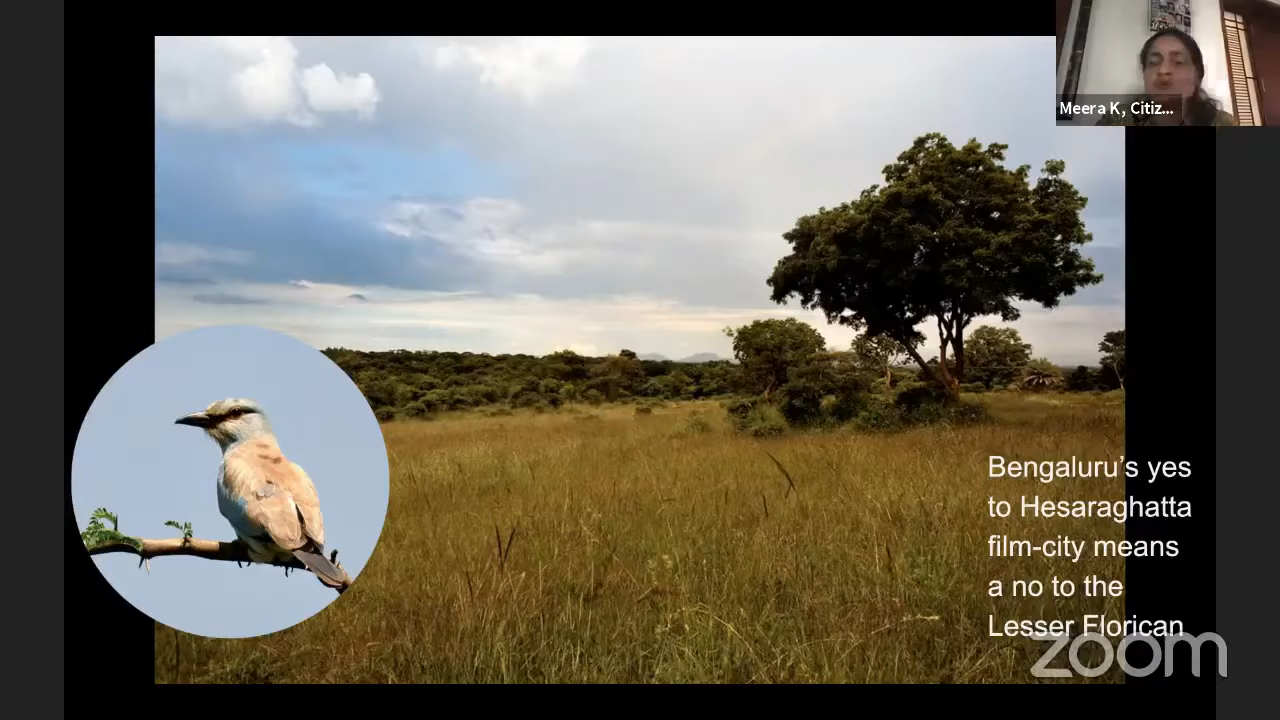 Meera K, Citiz...
Bengaluru's yes
to Hesaraghatta
film-city means
a no to the
Lesser Florican
zoom